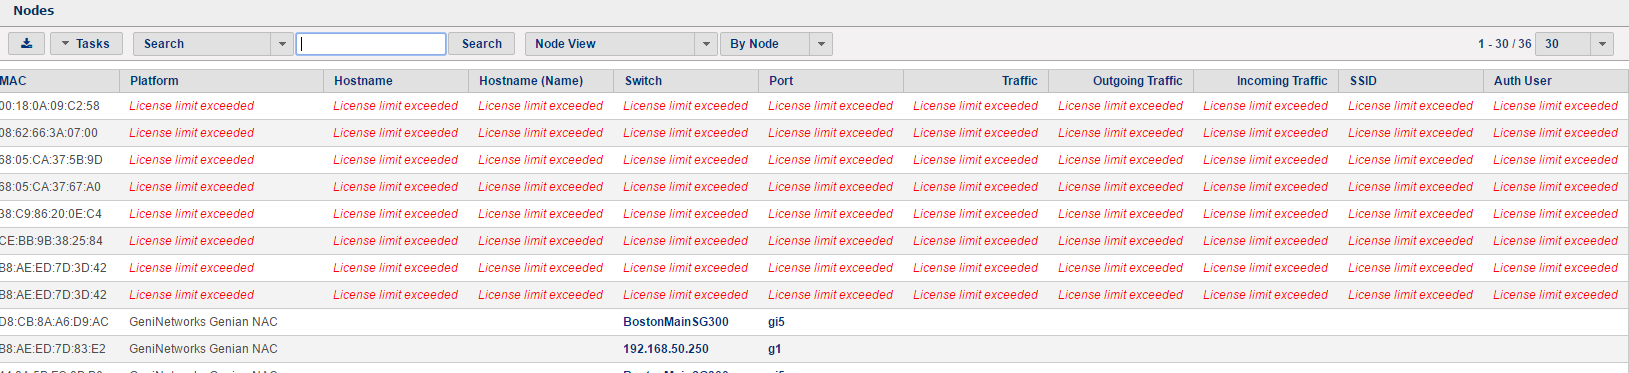 Nodes
Tasks Search Search Node View By Node 1 - 30 / 36 30
MAC Platform Hostname Hostname (Name) Switch Port Traffic Outgoing Traffic Incoming Traffic SSID Auth User
00:18:0A:09:C2:58 License limit exceeded License limit exceeded License limit exceeded License limit exceeded License limit exceeded License limit exceeded License limit exceeded License limit exceeded License limit exceeded License limit exceeded
08:62:66:3A:07:00 License limit exceeded License limit exceeded License limit exceeded License limit exceeded License limit exceeded License limit exceeded License limit exceeded License limit exceeded License limit exceeded License limit exceeded
68:05:CA:37:5B:9D License limit exceeded License limit exceeded License limit exceeded License limit exceeded License limit exceeded License limit exceeded License limit exceeded License limit exceeded License limit exceeded License limit exceeded
68:05:CA:37:67:A0 License limit exceeded License limit exceeded License limit exceeded License limit exceeded License limit exceeded License limit exceeded License limit exceeded License limit exceeded License limit exceeded License limit exceeded
38:C9:86:20:0E:C4 License limit exceeded License limit exceeded License limit exceeded License limit exceeded License limit exceeded License limit exceeded License limit exceeded License limit exceeded License limit exceeded License limit exceeded
CE:BB:9B:38:25:84 License limit exceeded License limit exceeded License limit exceeded License limit exceeded License limit exceeded License limit exceeded License limit exceeded License limit exceeded License limit exceeded License limit exceeded
B8:AE:ED:7D:3D:42 License limit exceeded License limit exceeded License limit exceeded License limit exceeded License limit exceeded License limit exceeded License limit exceeded License limit exceeded License limit exceeded License limit exceeded
B8:AE:ED:7D:3D:42 License limit exceeded License limit exceeded License limit exceeded License limit exceeded License limit exceeded License limit exceeded License limit exceeded License limit exceeded License limit exceeded License limit exceeded
D8:CB:8A:A6:D9:AC GeniNetworks Genian NAC BostonMainSG300 gi5
B8:AE:ED:7D:83:E2 GeniNetworks Genian NAC 192.168.50.250 g1